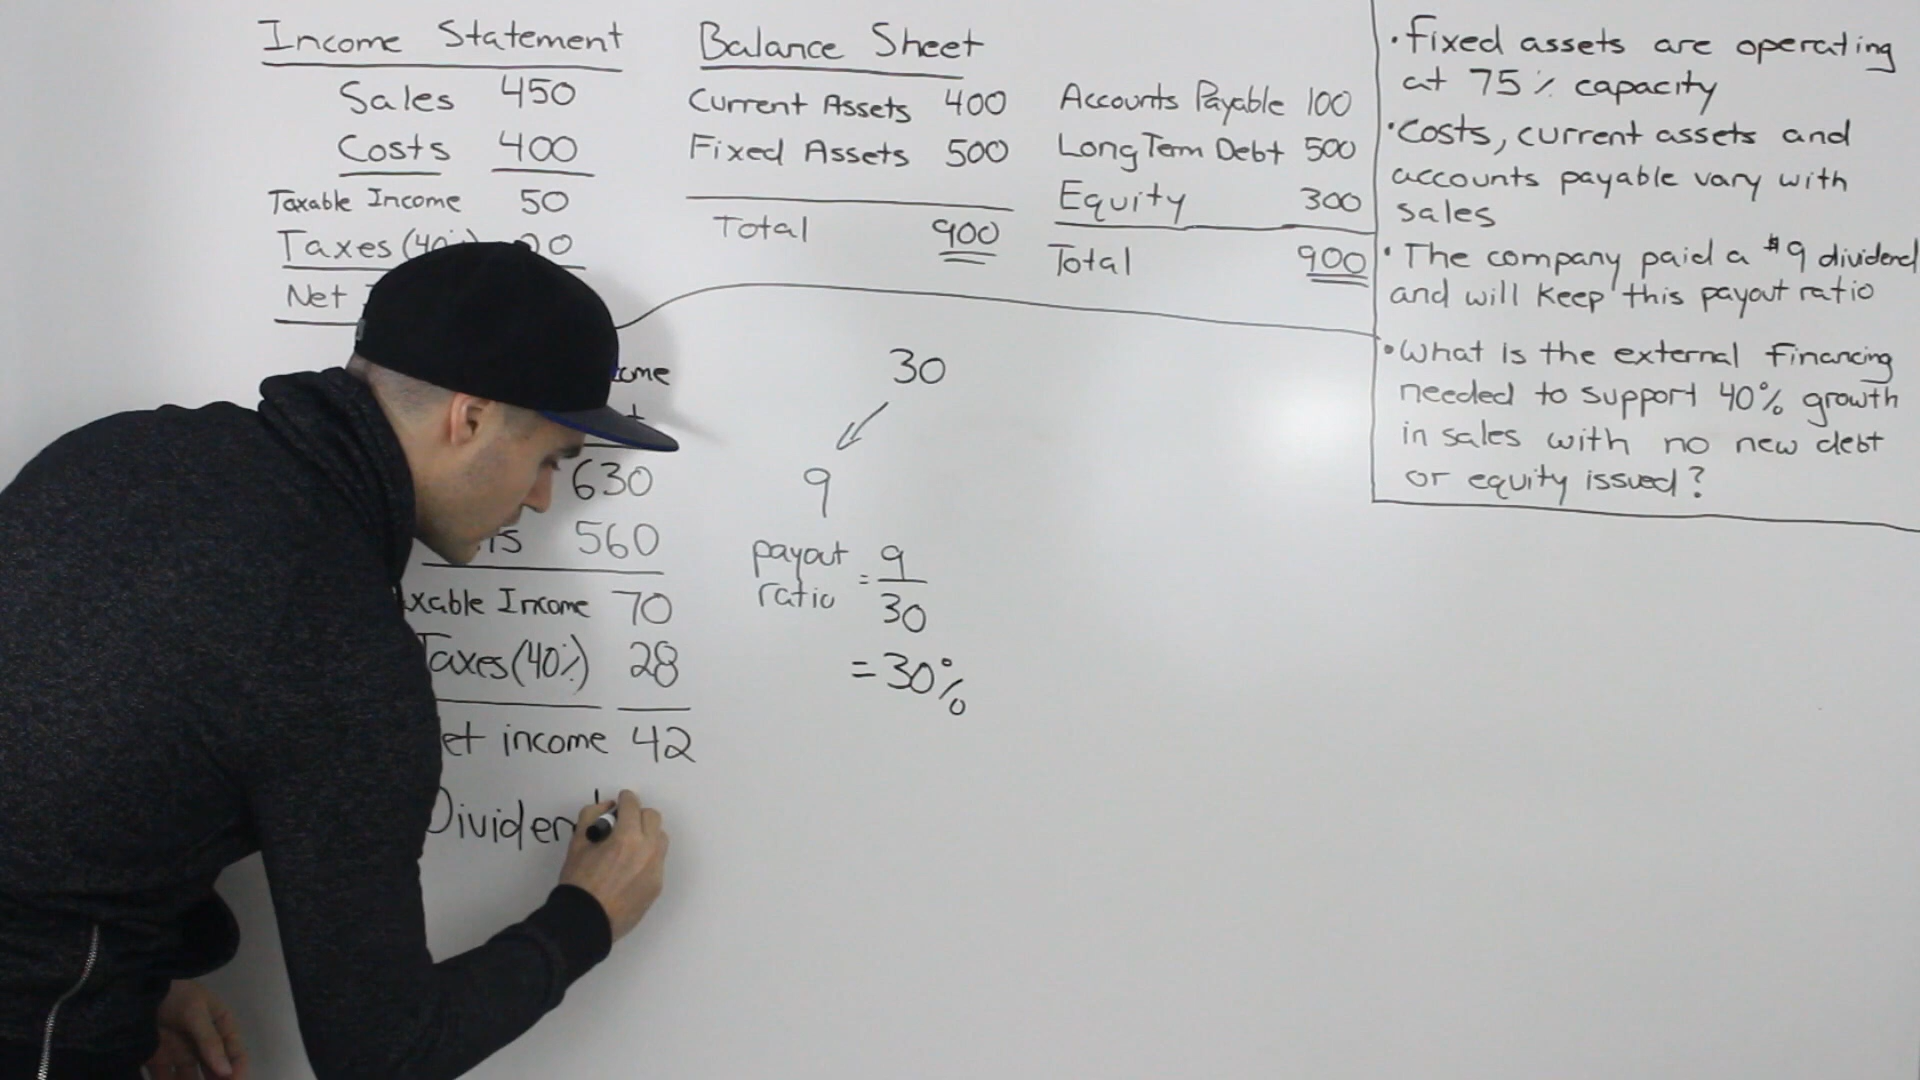 Income Statement
Sales 450
Costs 400
Taxable Income 50
Taxes (40%)
Net
Balance Sheet
Current Assets 400
Fixed Assets 500
Total 900
Accounts Payable 100
Long Term Debt 500
Equity 300
Total 900
• Fixed assets are operating
at 75% capacity
• Costs, current assets and
accounts payable vary with
sales
• The company paid a $9 dividend
and will keep this payout ratio
• What is the external financing
needed to support 40% growth
in sales with no new debt
or equity issued?
630
560
Income 70
Taxes (40%) 28
income 42
30
9
payout
ratio = 9
30
= 30%